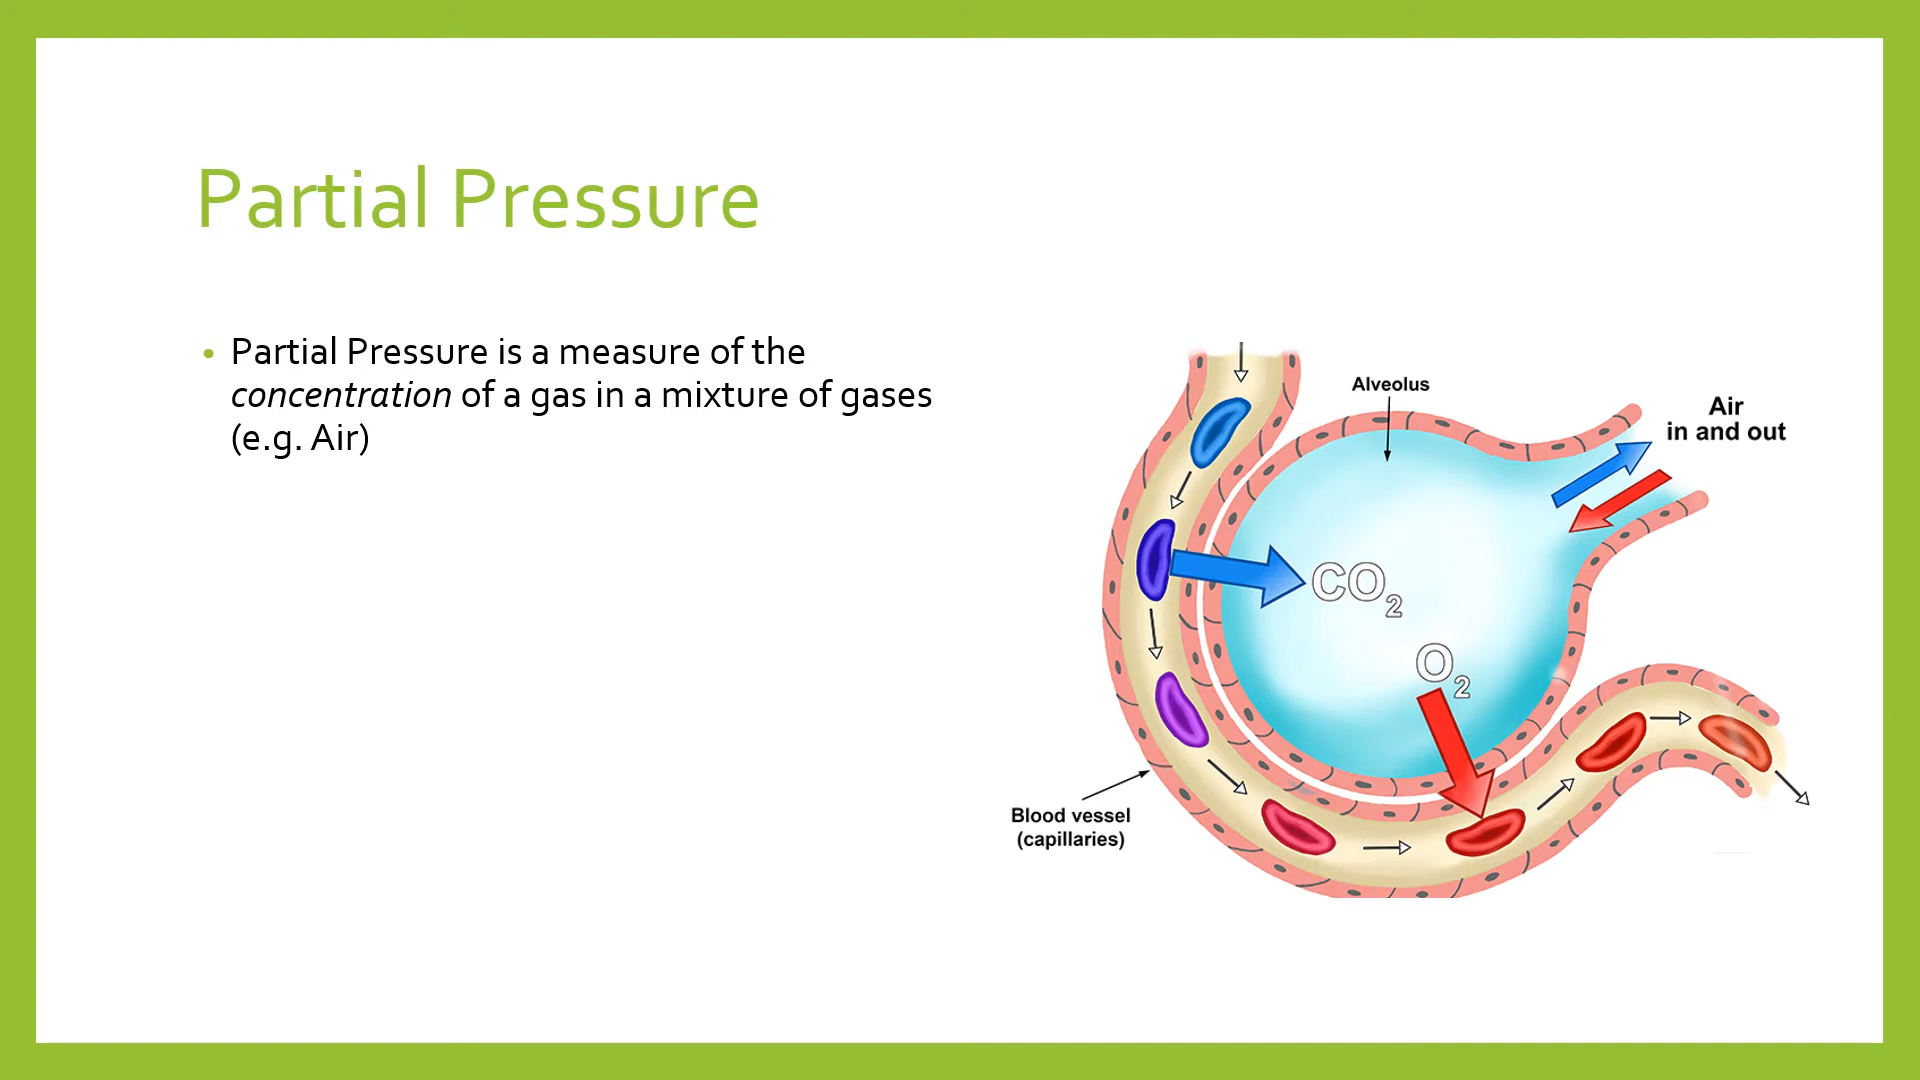 Partial Pressure
• Partial Pressure is a measure of the
concentration of a gas in a mixture of gases
(e.g. Air)
Alveolus
Air
in and out
CO₂
O₂
Blood vessel
(capillaries)